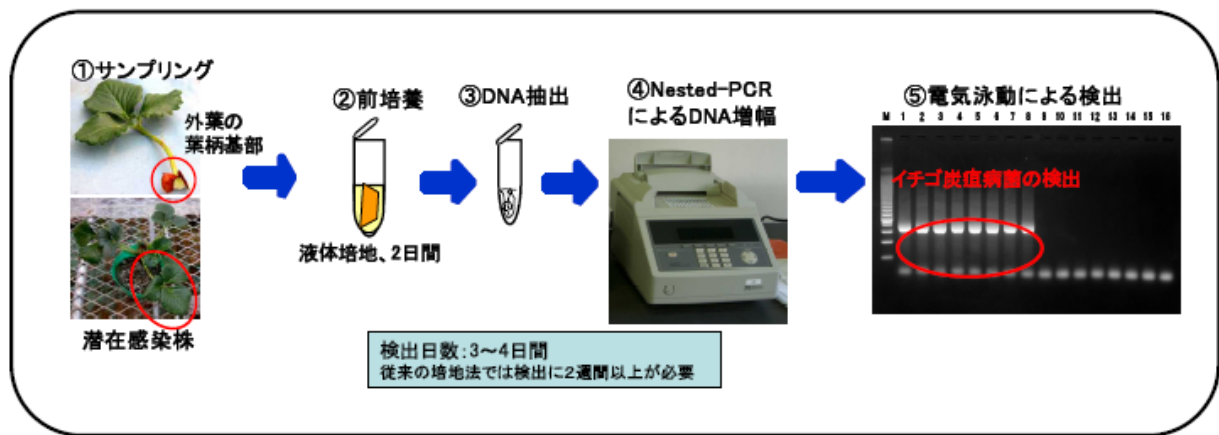 ①サンプリング
外葉の
葉柄基部
潜在感染株
②前培養
液体培地、2日間
③DNA抽出
④Nested-PCR
によるDNA増幅
⑤電気泳動による検出
M 1 2 3 4 5 6 7 8 9 10 11 12 13 14 15 16
イチゴ炭疽病菌の検出
検出日数:3~4日間
従来の培地法では検出に2週間以上が必要